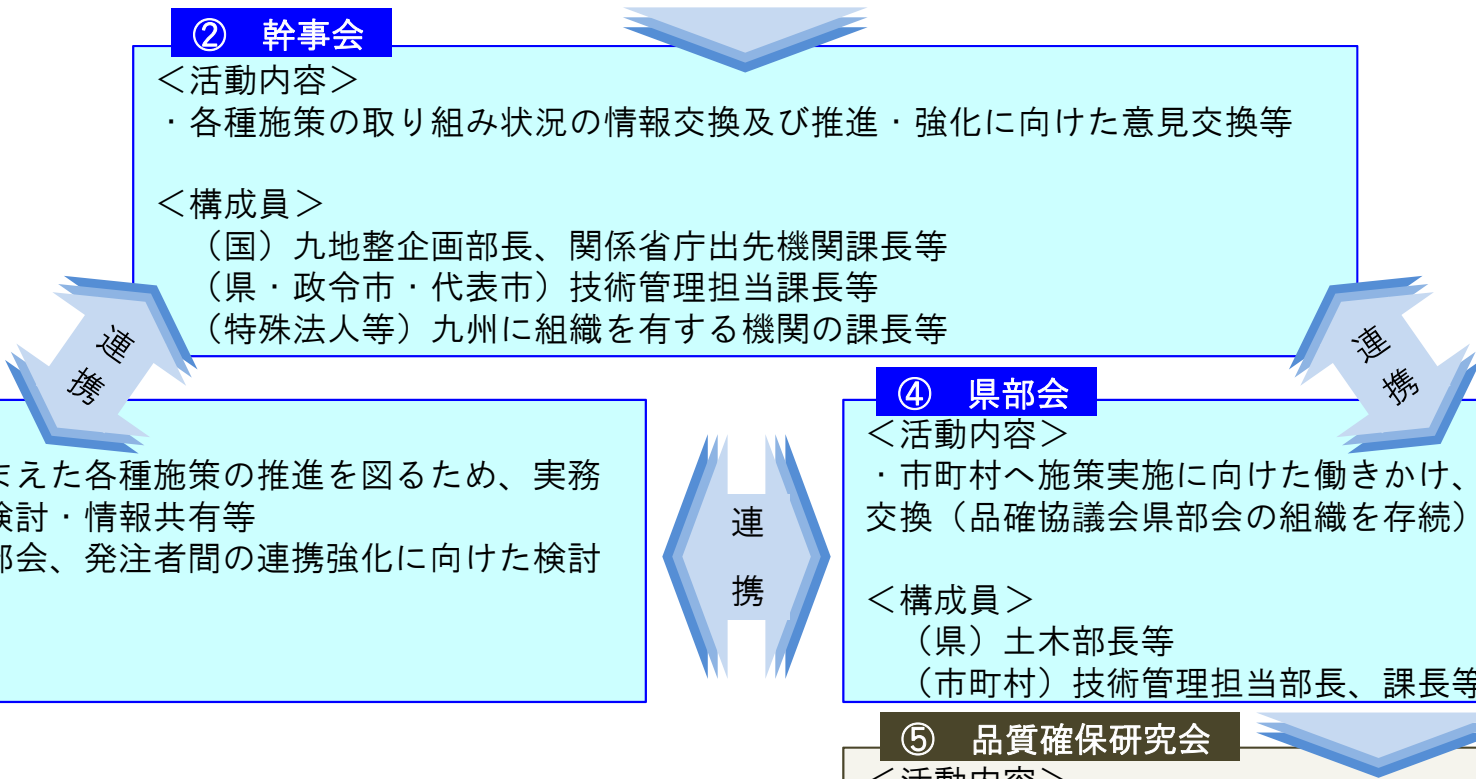 ② 幹事会
＜活動内容＞
・各種施策の取り組み状況の情報交換及び推進・強化に向けた意見交換等
＜構成員＞
（国）九地整企画部長、関係省庁出先機関課長等
（県・政令市・代表市）技術管理担当課長等
（特殊法人等）九州に組織を有する機関の課長等
連
携
連
携
まえた各種施策の推進を図るため、実務
検討・情報共有等
部会、発注者間の連携強化に向けた検討
連
携
④ 県部会
＜活動内容＞
・市町村へ施策実施に向けた働きかけ、
交換（品確協議会県部会の組織を存続）
＜構成員＞
（県）土木部長等
（市町村）技術管理担当部長、課長等
⑤ 品質確保研究会
＜活動内容＞